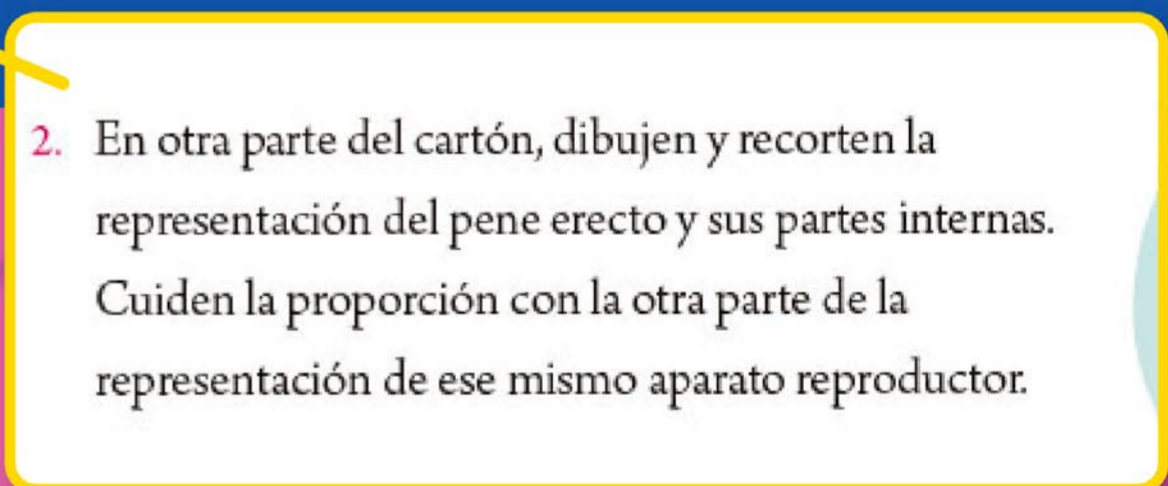 2. En otra parte del cartón, dibujen y recorten la
representación del pene erecto y sus partes internas.
Cuiden la proporción con la otra parte de la
representación de ese mismo aparato reproductor.